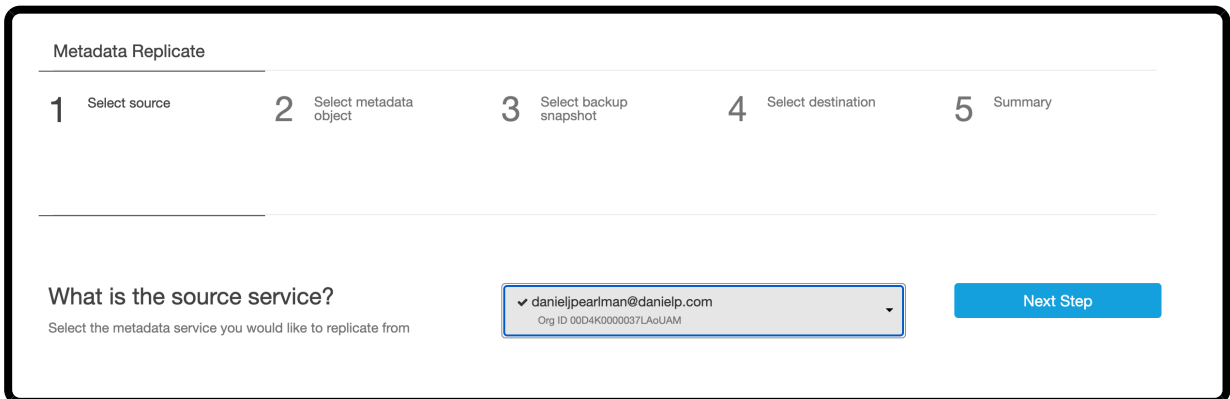 Metadata Replicate
1 Select source
2 Select metadata
object
3 Select backup
snapshot
4 Select destination
5 Summary
What is the source service?
Select the metadata service you would like to replicate from
danieljpearlman@danielp.com
Org ID 00D4K0000037LAoUAM
Next Step